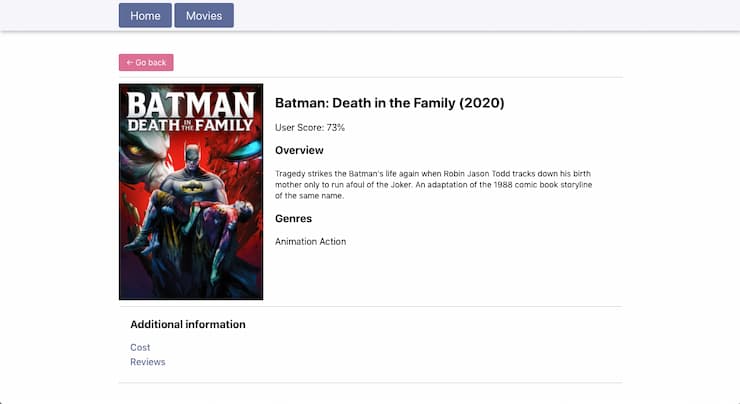 Home Movies
← Go back
BATMAN
DEATH IN THE FAMILY
Batman: Death in the Family (2020)
User Score: 73%
Overview
Tragedy strikes the Batman's life again when Robin Jason Todd tracks down his birth
mother only to run afoul of the Joker. An adaptation of the 1988 comic book storyline
of the same name.
Genres
Animation Action
Additional information
Cost
Reviews